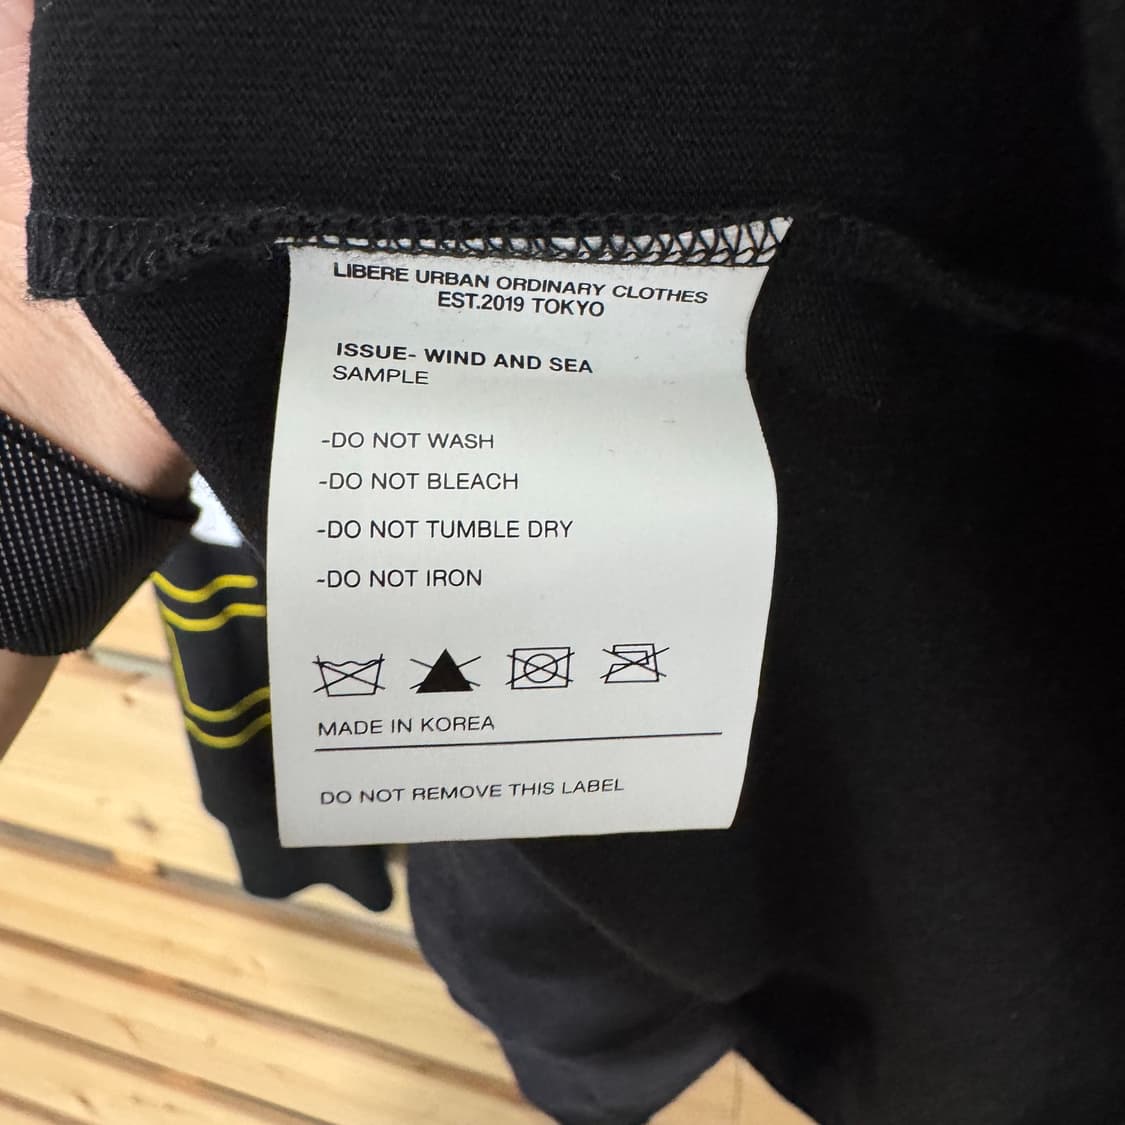 LIBERE URBAN ORDINARY CLOTHES
EST.2019 TOKYO
ISSUE- WIND AND SEA
SAMPLE
-DO NOT WASH
-DO NOT BLEACH
-DO NOT TUMBLE DRY
-DO NOT IRON
MADE IN KOREA
DO NOT REMOVE THIS LABEL